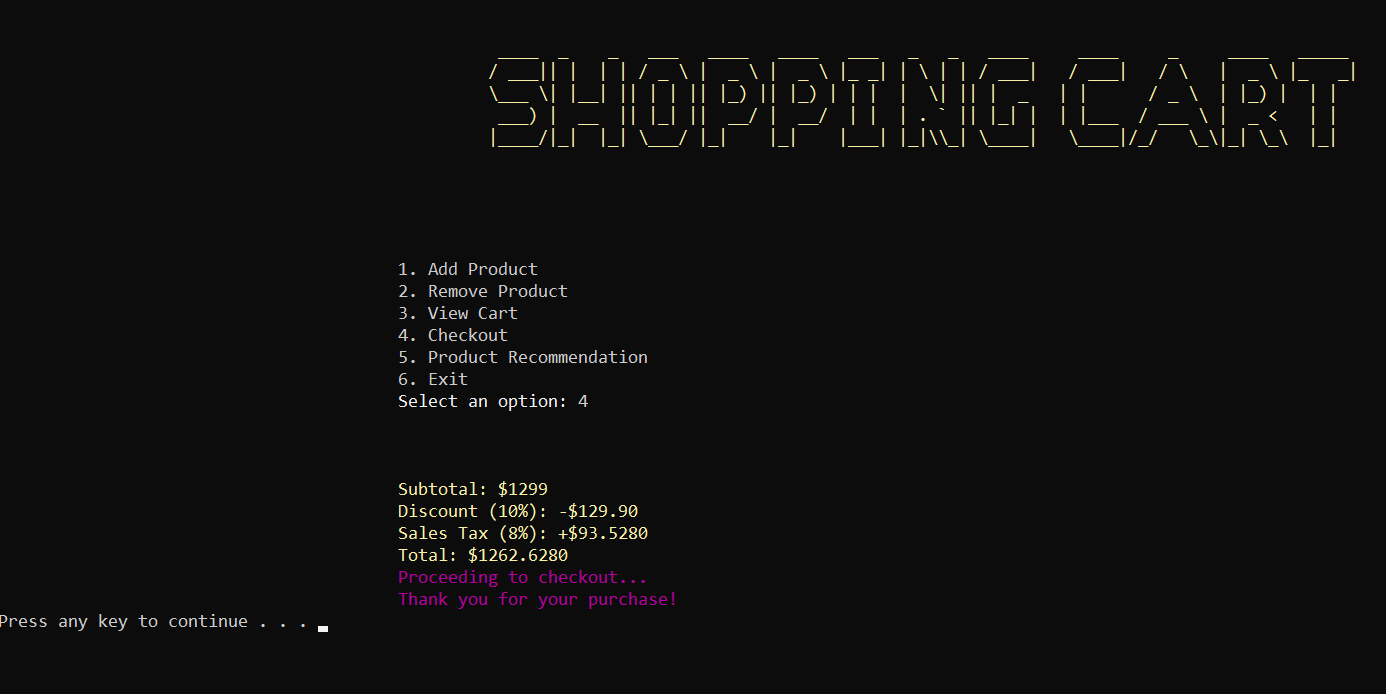 SHOPPING CART
1. Add Product
2. Remove Product
3. View Cart
4. Checkout
5. Product Recommendation
6. Exit
Select an option: 4
Subtotal: $1299
Discount (10%): -$129.90
Sales Tax (8%): +$93.5280
Total: $1262.6280
Proceeding to checkout...
Thank you for your purchase!
Press any key to continue . . .